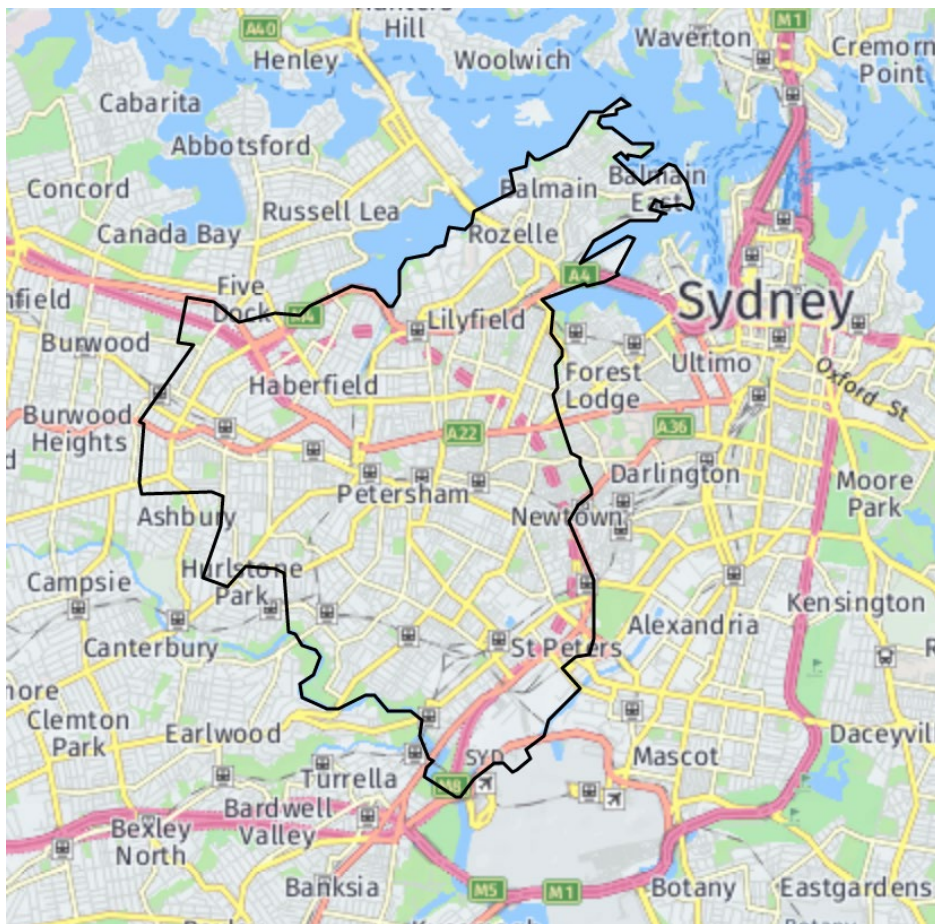 Hill
M1
A40
Waverton
Henley
Woolwich
Cremorn
Point
Cabarita
Abbotsford
Concord
Balmain
Balmain
East
Russell Lea
Canada Bay
Rozelle
Five
Dock
A4
nfield
Lilyfield
Sydney
Burwood
Ultimo
Haberfield
Forest
Lodge
Oxford St
Burwood
Heights
A22
A36
Darlington
Moore
Park
Petersham
Ashbury
Newtown
Campsie
Hurlstone
Park
Kensington
Canterbury
St Peters
Alexandria
more
Clemton
Park
Earlwood
Daceyvil
SYD
Mascot
Turrella
M8
Bardwell
Valley
Bexley
North
Banksia
M5
M1
Botany
Eastgardens